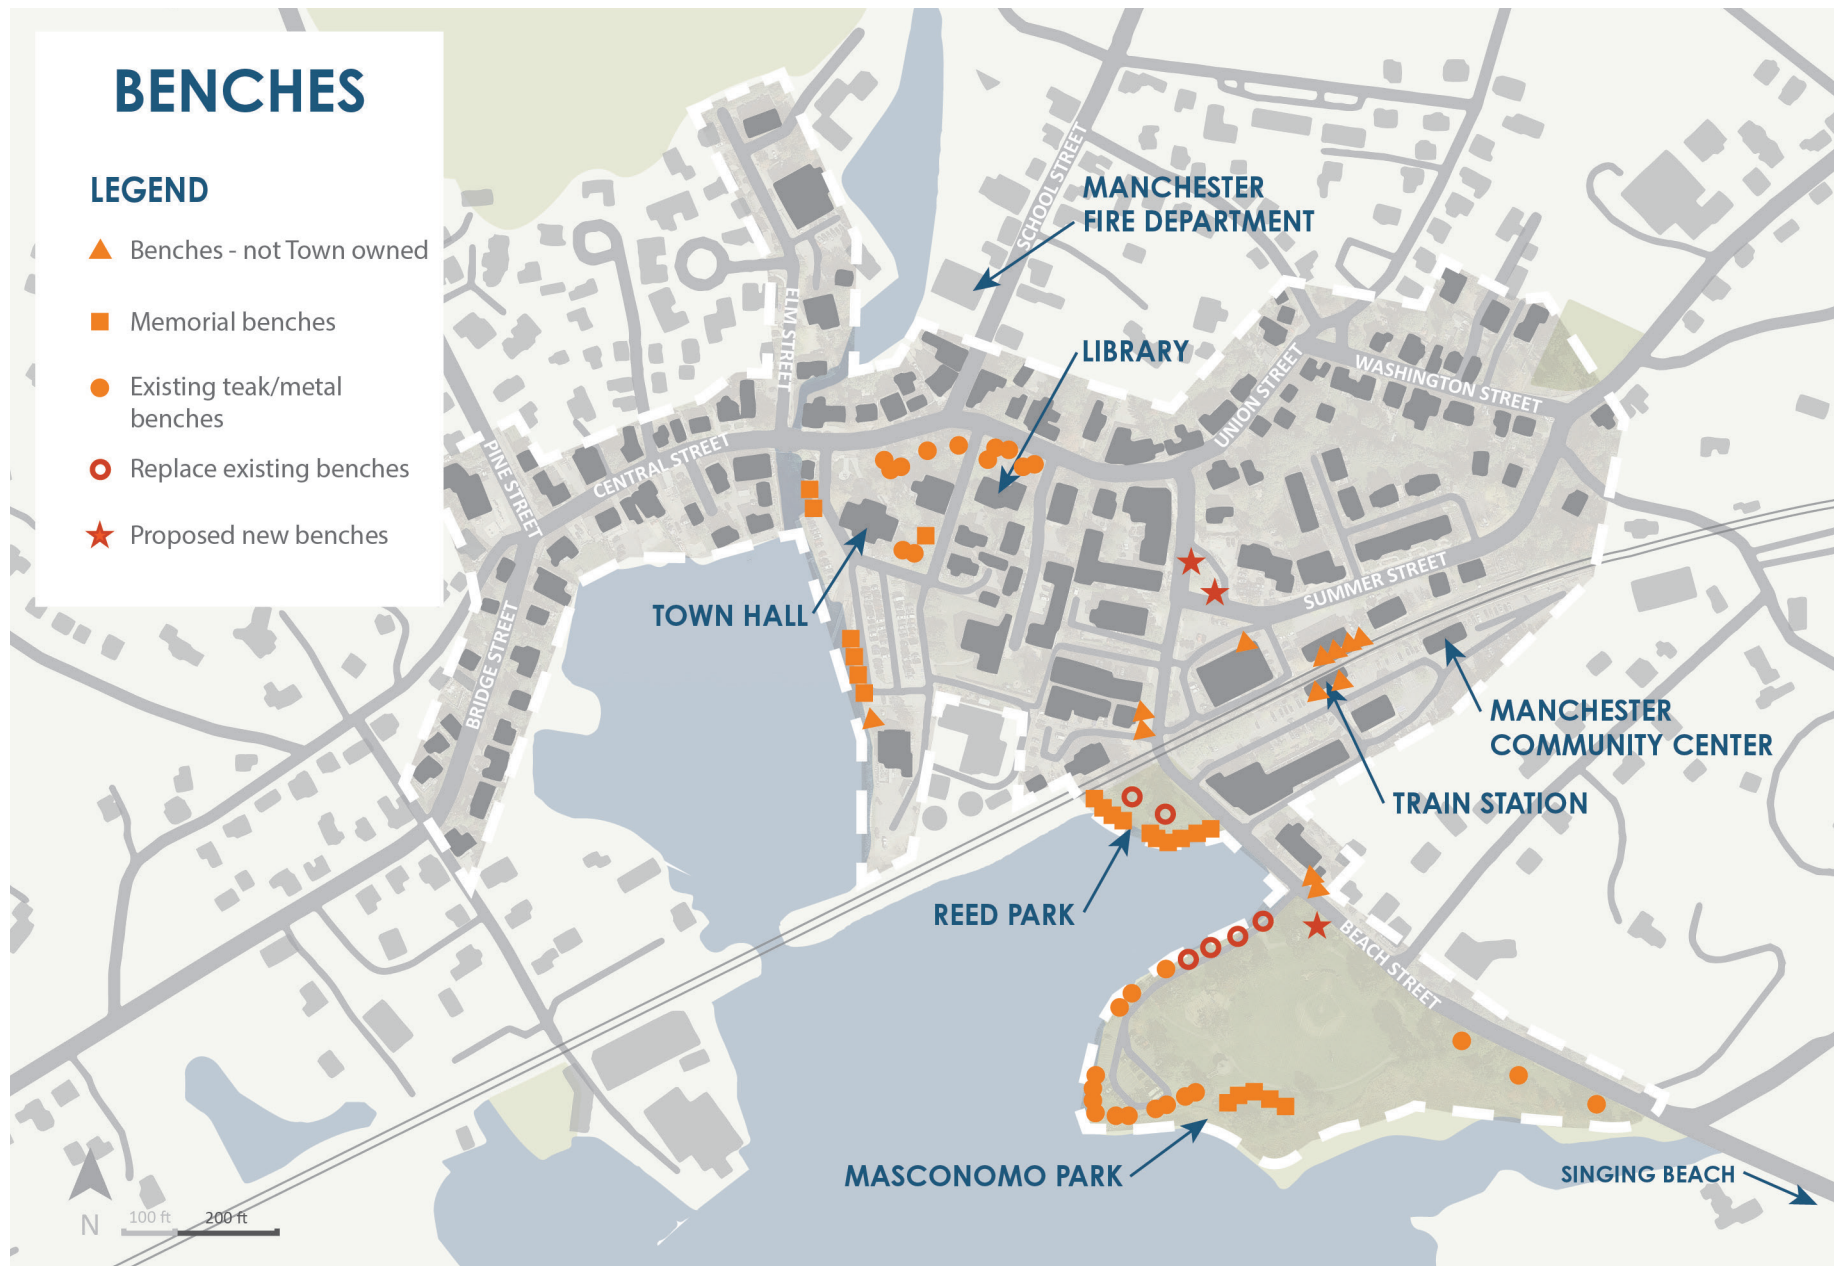 BENCHES
LEGEND
Benches - not Town owned
Memorial benches
Existing teak/metal
benches
Replace existing benches
Proposed new benches
MANCHESTER
FIRE DEPARTMENT
SCHOOL STREET
LIBRARY
ELM STREET
UNION STREET
WASHINGTON STREET
PINE STREET
CENTRAL STREET
TOWN HALL
SUMMER STREET
BRIDGE STREET
MANCHESTER
COMMUNITY CENTER
TRAIN STATION
REED PARK
BEACH STREET
MASCONOMO PARK
SINGING BEACH
N
100 ft
200 ft